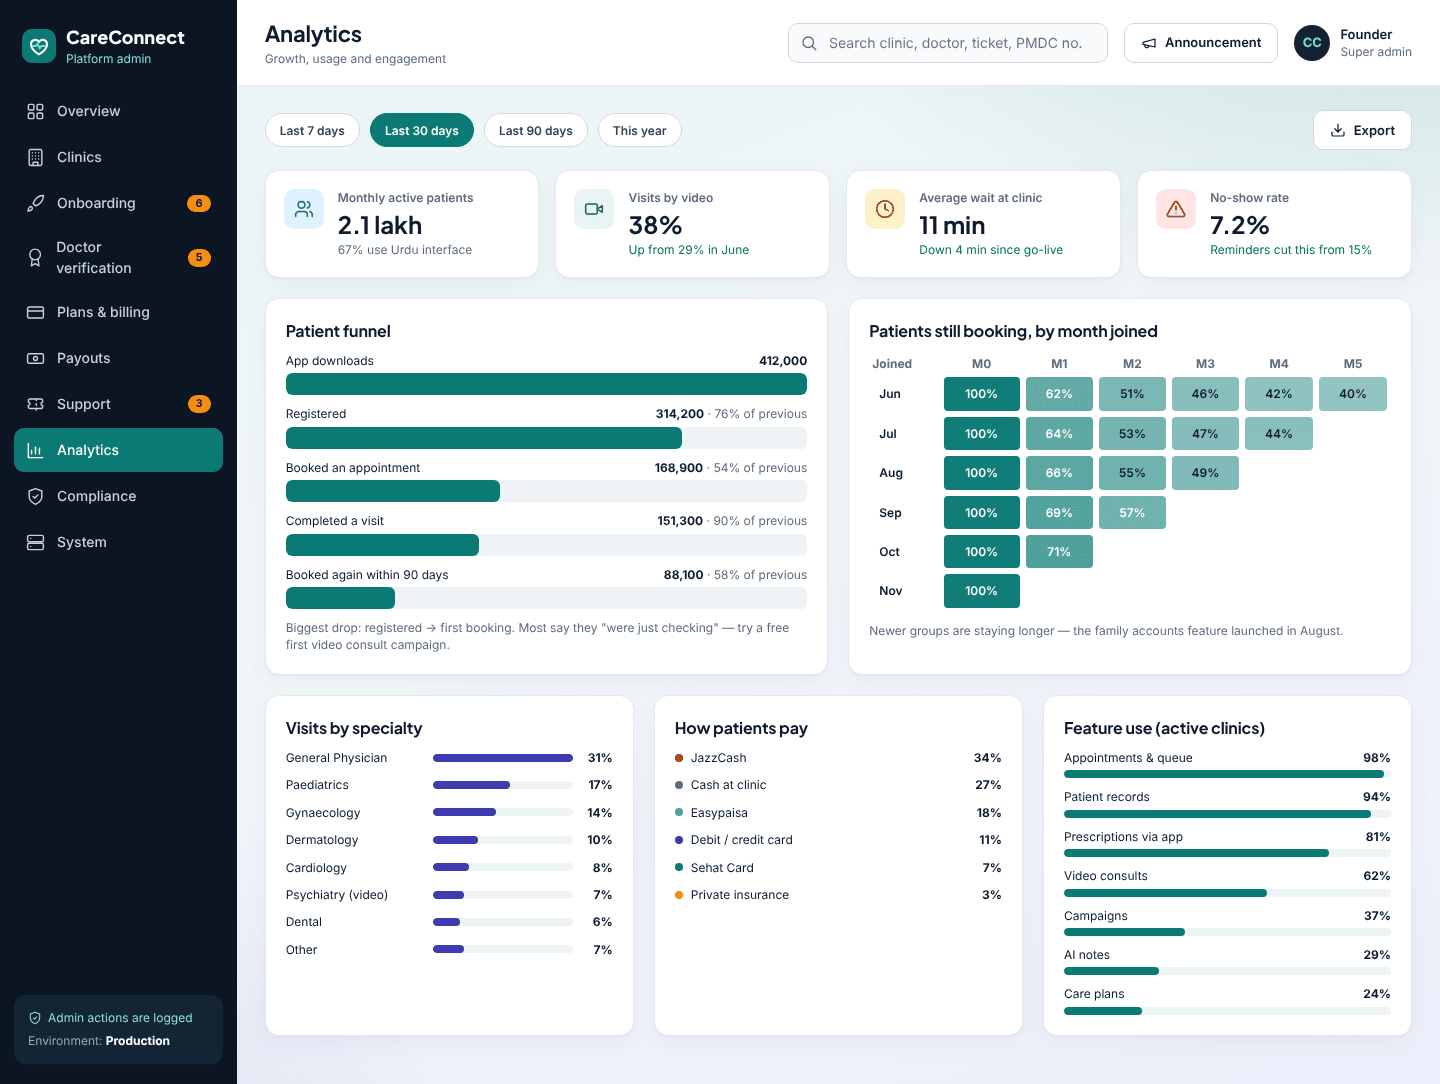 CareConnect
Platform admin
Overview
Clinics
Onboarding 6
Doctor
verification 5
Plans & billing
Payouts
Support 3
Analytics
Compliance
System
Admin actions are logged
Environment: Production
Analytics
Growth, usage and engagement
Search clinic, doctor, ticket, PMDC no.
Announcement
CC
Founder
Super admin
Last 7 days
Last 30 days
Last 90 days
This year
Export
Monthly active patients
2.1 lakh
67% use Urdu interface
Visits by video
38%
Up from 29% in June
Average wait at clinic
11 min
Down 4 min since go-live
No-show rate
7.2%
Reminders cut this from 15%
Patient funnel
App downloads 412,000
Registered 314,200 · 76% of previous
Booked an appointment 168,900 · 54% of previous
Completed a visit 151,300 · 90% of previous
Booked again within 90 days 88,100 · 58% of previous
Biggest drop: registered → first booking. Most say they "were just checking" — try a free
first video consult campaign.
Patients still booking, by month joined
Joined M0 M1 M2 M3 M4 M5
Jun 100% 62% 51% 46% 42% 40%
Jul 100% 64% 53% 47% 44%
Aug 100% 66% 55% 49%
Sep 100% 69% 57%
Oct 100% 71%
Nov 100%
Newer groups are staying longer — the family accounts feature launched in August.
Visits by specialty
General Physician 31%
Paediatrics 17%
Gynaecology 14%
Dermatology 10%
Cardiology 8%
Psychiatry (video) 7%
Dental 6%
Other 7%
How patients pay
JazzCash 34%
Cash at clinic 27%
Easypaisa 18%
Debit / credit card 11%
Sehat Card 7%
Private insurance 3%
Feature use (active clinics)
Appointments & queue 98%
Patient records 94%
Prescriptions via app 81%
Video consults 62%
Campaigns 37%
AI notes 29%
Care plans 24%